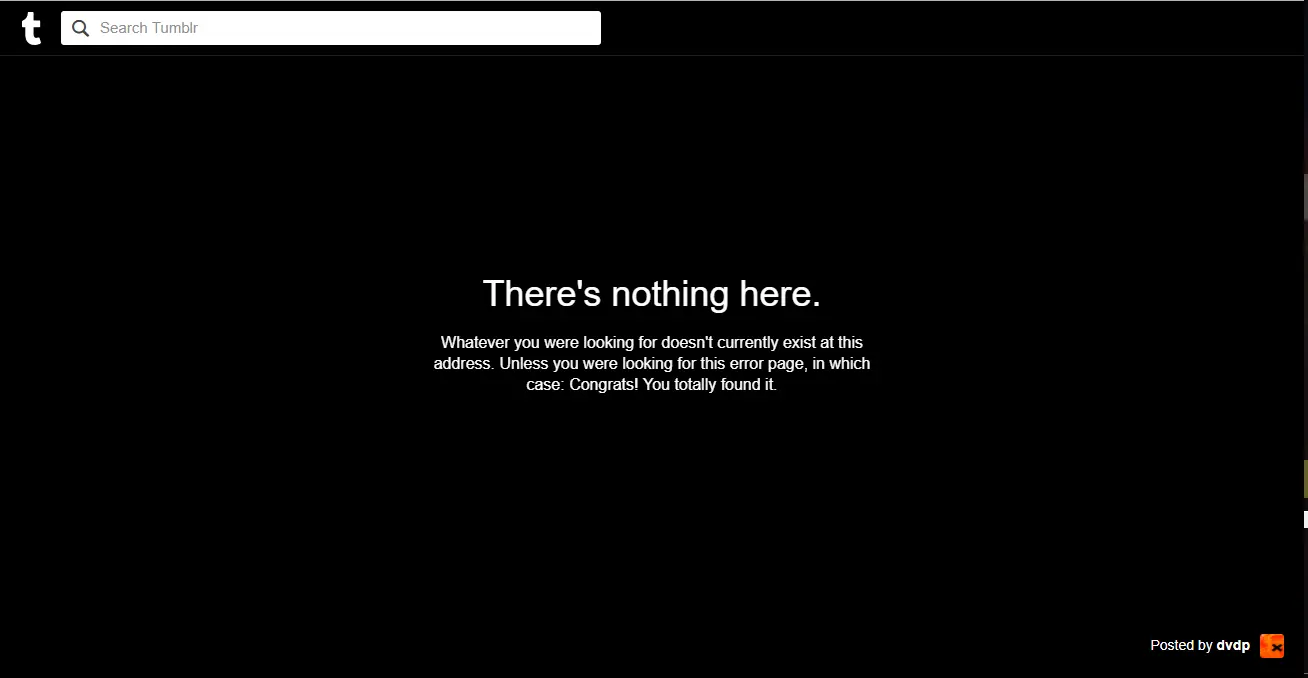 t
Search Tumblr
There's nothing here.
Whatever you were looking for doesn't currently exist at this
address. Unless you were looking for this error page, in which
case: Congrats! You totally found it.
Posted by dvdp